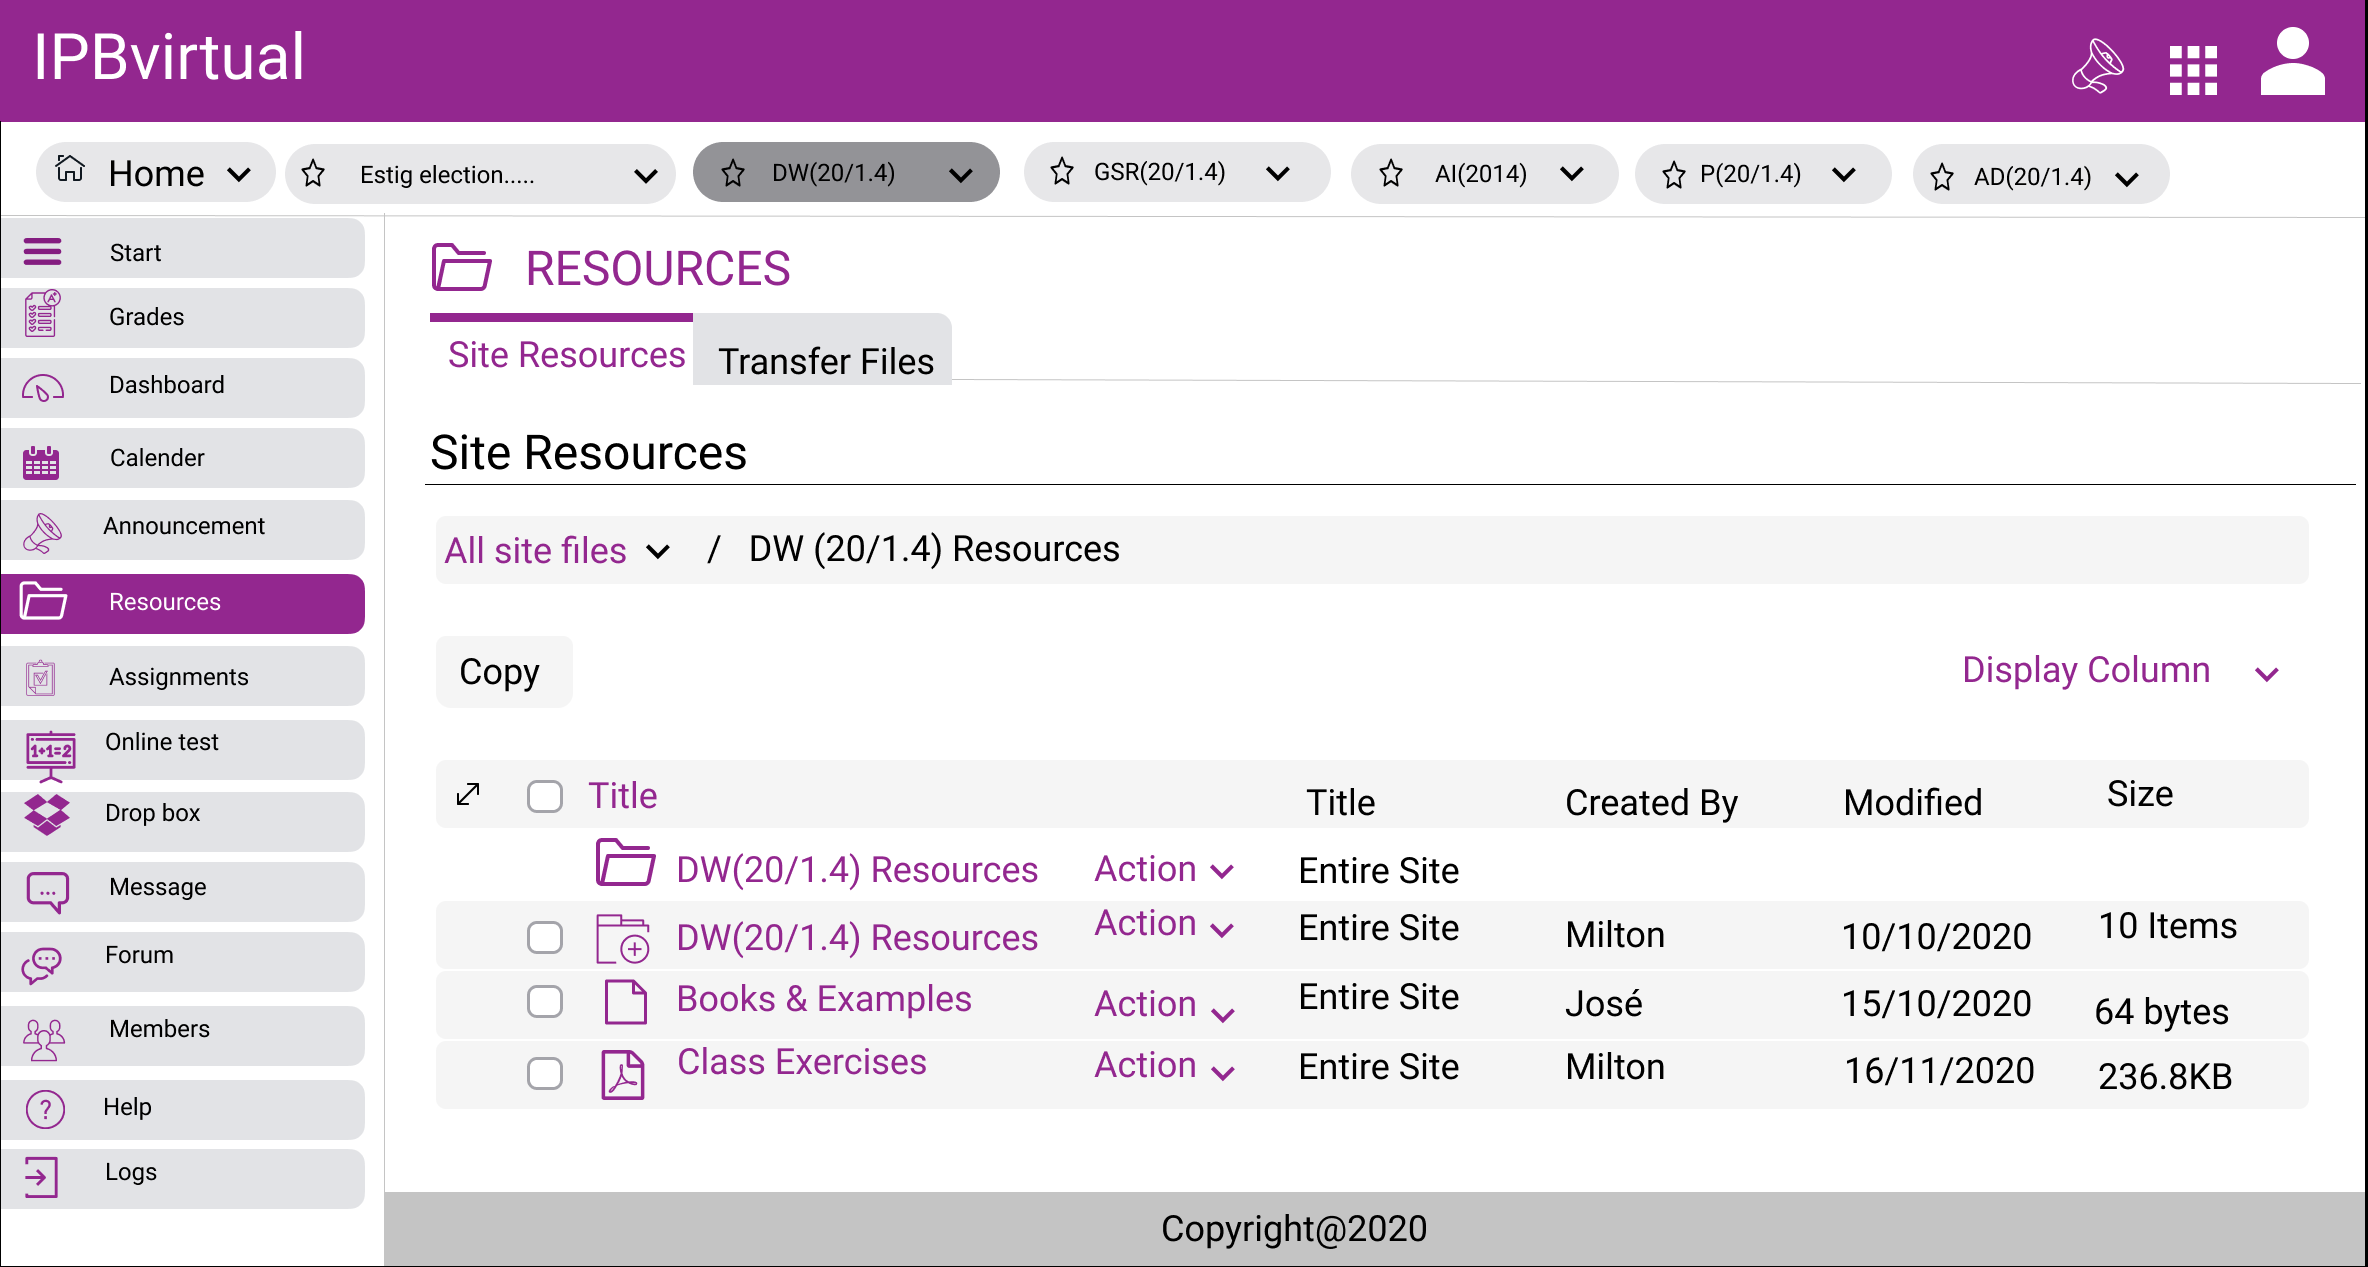 IPBvirtual
Home
Estig election.....
DW(20/1.4)
GSR(20/1.4)
AI(2014)
P(20/1.4)
AD(20/1.4)
Start
Grades
Dashboard
Calender
Announcement
Resources
Assignments
1+1=2
Online test
Drop box
Message
Forum
Members
Help
Logs
RESOURCES
Site Resources
Transfer Files
Site Resources
All site files / DW (20/1.4) Resources
Copy
Display Column
Title Title Created By Modified Size
DW(20/1.4) Resources Action Entire Site
DW(20/1.4) Resources Action Entire Site Milton 10/10/2020 10 Items
Books & Examples Action Entire Site José 15/10/2020 64 bytes
Class Exercises Action Entire Site Milton 16/11/2020 236.8KB
Copyright@2020